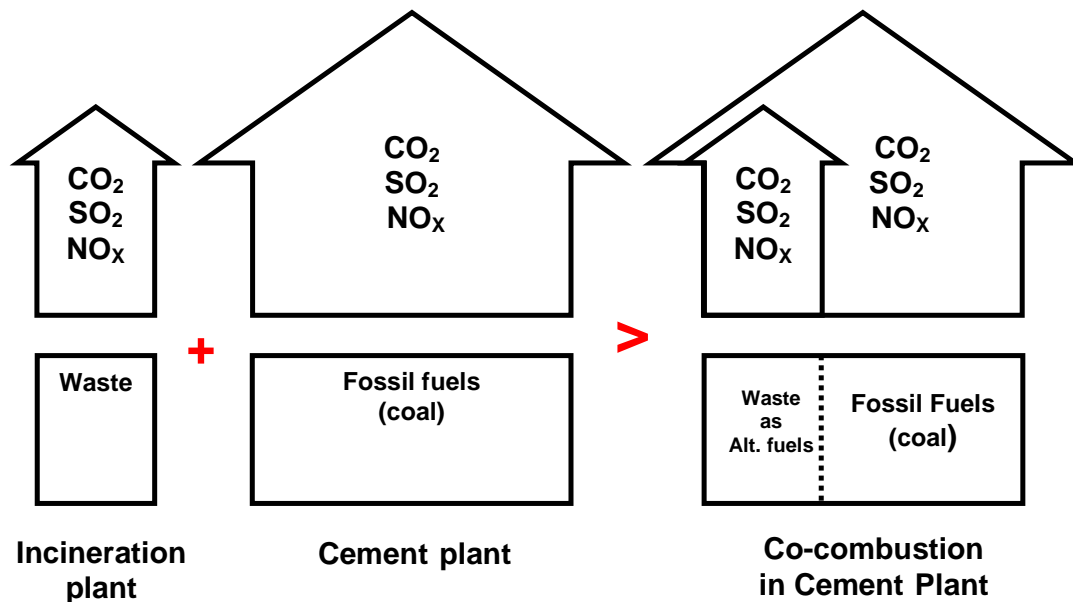 CO₂
SO₂
NOX
Waste
Incineration
plant
+
CO₂
SO₂
NOX
Fossil fuels
(coal)
Cement plant
>
CO₂
SO₂
NOX
CO₂
SO₂
NOX
Waste
as
Alt. fuels
Fossil Fuels
(coal)
Co-combustion
in Cement Plant